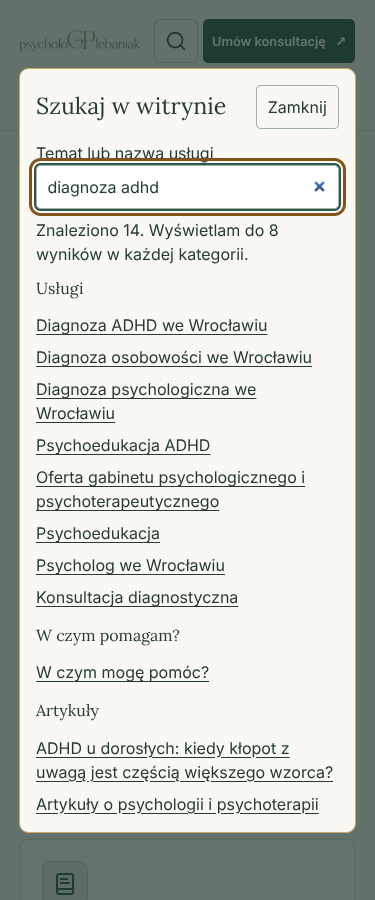 psycholoGPlebaniak
Umów konsultację ↗
Szukaj w witrynie
Zamknij
Temat lub nazwa usługi
diagnoza adhd
Znaleziono 14. Wyświetlam do 8
wyników w każdej kategorii.
Usługi
Diagnoza ADHD we Wrocławiu
Diagnoza osobowości we Wrocławiu
Diagnoza psychologiczna we
Wrocławiu
Psychoedukacja ADHD
Oferta gabinetu psychologicznego i
psychoterapeutycznego
Psychoedukacja
Psycholog we Wrocławiu
Konsultacja diagnostyczna
W czym pomagam?
W czym mogę pomóc?
Artykuły
ADHD u dorosłych: kiedy kłopot z
uwagą jest częścią większego wzorca?
Artykuły o psychologii i psychoterapii